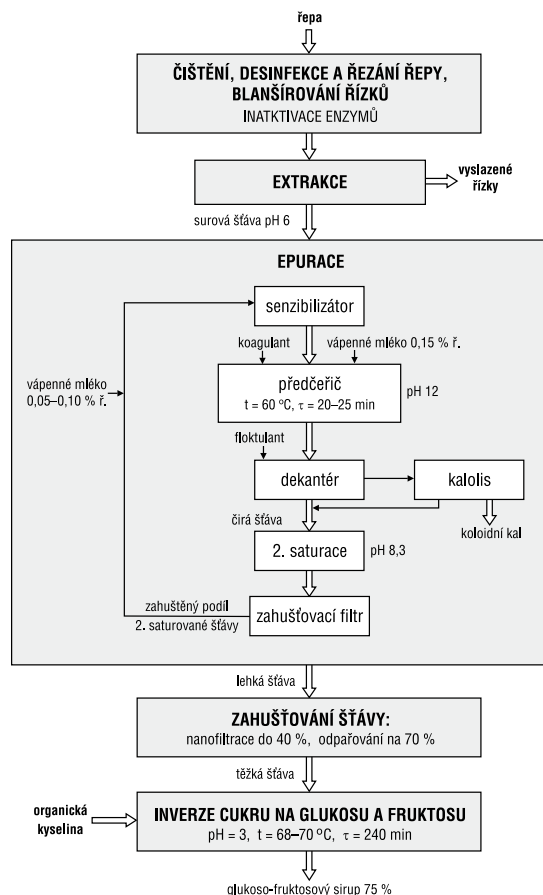 řepa
ČIŠTĚNÍ, DESINFEKCE A ŘEZÁNÍ ŘEPY,
BLANŠÍROVÁNÍ ŘÍZKŮ
INATKTIVACE ENZYMŮ
EXTRAKCE
vyslazené
řízky
surová šťáva pH 6
EPURACE
senzibilizátor
koagulant
vápenné mléko 0,15 % ř.
vápenné mléko
0,05–0,10 % ř.
předčeřič
t = 60 ºC, τ = 20–25 min
pH 12
floktulant
dekantér
kalolis
čirá šťáva
koloidní kal
2. saturace
pH 8,3
zahuštěný podíl
2. saturované šťávy
zahušťovací filtr
lehká šťáva
ZAHUŠŤOVÁNÍ ŠŤÁVY:
nanofiltrace do 40 %, odpařování na 70 %
těžká šťáva
organická
kyselina
INVERZE CUKRU NA GLUKOSU A FRUKTOSU
pH = 3, t = 68–70 ºC, τ = 240 min
glukoso-fruktosový sirup 75 %